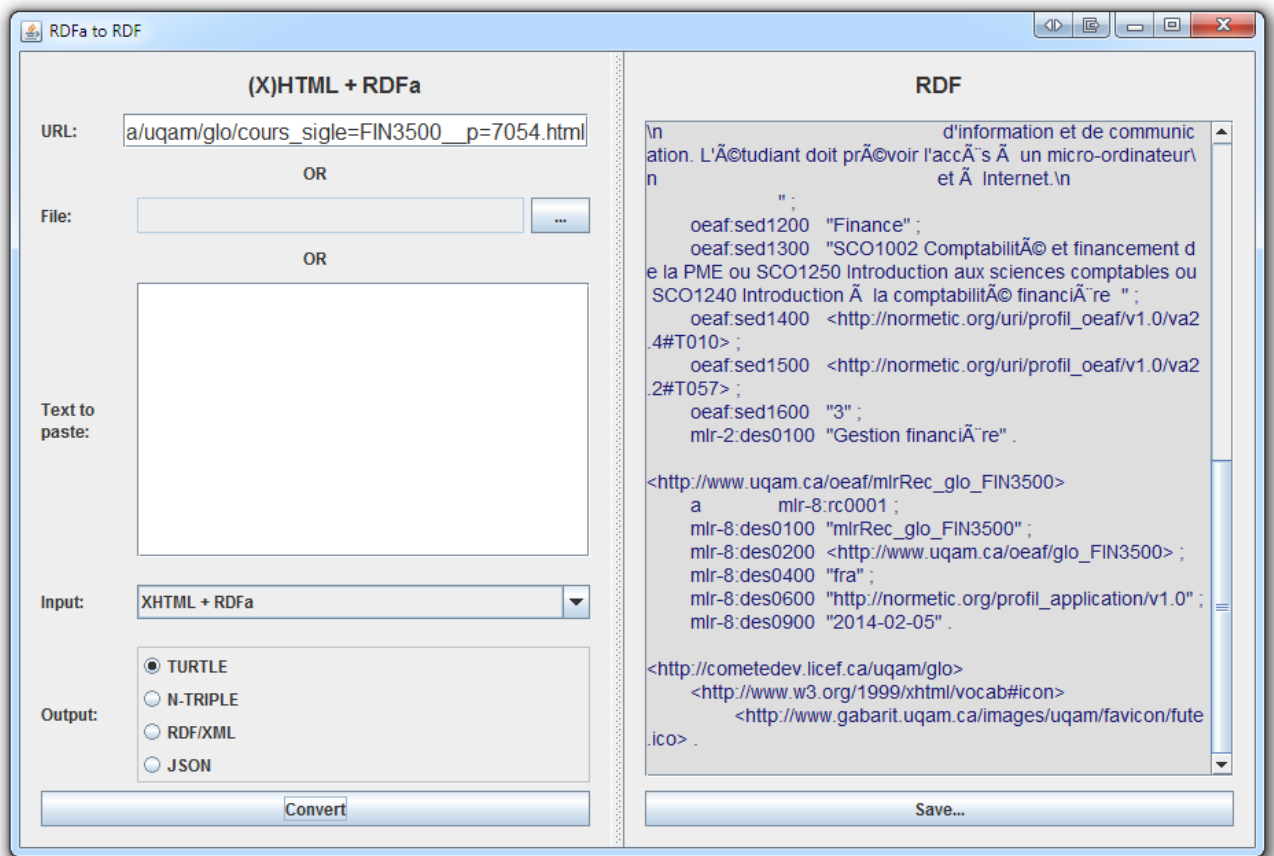 RDFa to RDF
(X)HTML + RDFa
URL:
a/uqam/glo/cours_sigle=FIN3500__p=7054.html
OR
File:
...
OR
Text to
paste:
Input:
XHTML + RDFa
Output:
TURTLE
N-TRIPLE
RDF/XML
JSON
Convert
RDF
\n d'information et de communic
ation. L'Ã©tudiant doit prÃ©voir l'accÃ¨s Ã  un micro-ordinateur\
n et Ã  Internet.\n
" ;
oeaf:sed1200 "Finance" ;
oeaf:sed1300 "SCO1002 ComptabilitÃ© et financement d
e la PME ou SCO1250 Introduction aux sciences comptables ou
SCO1240 Introduction Ã  la comptabilitÃ© financiÃ¨re " ;
oeaf:sed1400 <http://normetic.org/uri/profil_oeaf/v1.0/va2
.4#T010> ;
oeaf:sed1500 <http://normetic.org/uri/profil_oeaf/v1.0/va2
.2#T057> ;
oeaf:sed1600 "3" ;
mlr-2:des0100 "Gestion financiÃ¨re" .
<http://www.uqam.ca/oeaf/mlrRec_glo_FIN3500>
a mlr-8:rc0001 ;
mlr-8:des0100 "mlrRec_glo_FIN3500" ;
mlr-8:des0200 <http://www.uqam.ca/oeaf/glo_FIN3500> ;
mlr-8:des0400 "fra" ;
mlr-8:des0600 "http://normetic.org/profil_application/v1.0" ;
mlr-8:des0900 "2014-02-05" .
<http://cometedev.licef.ca/uqam/glo>
<http://www.w3.org/1999/xhtml/vocab#icon>
<http://www.gabarit.uqam.ca/images/uqam/favicon/fute
.ico> .
Save...